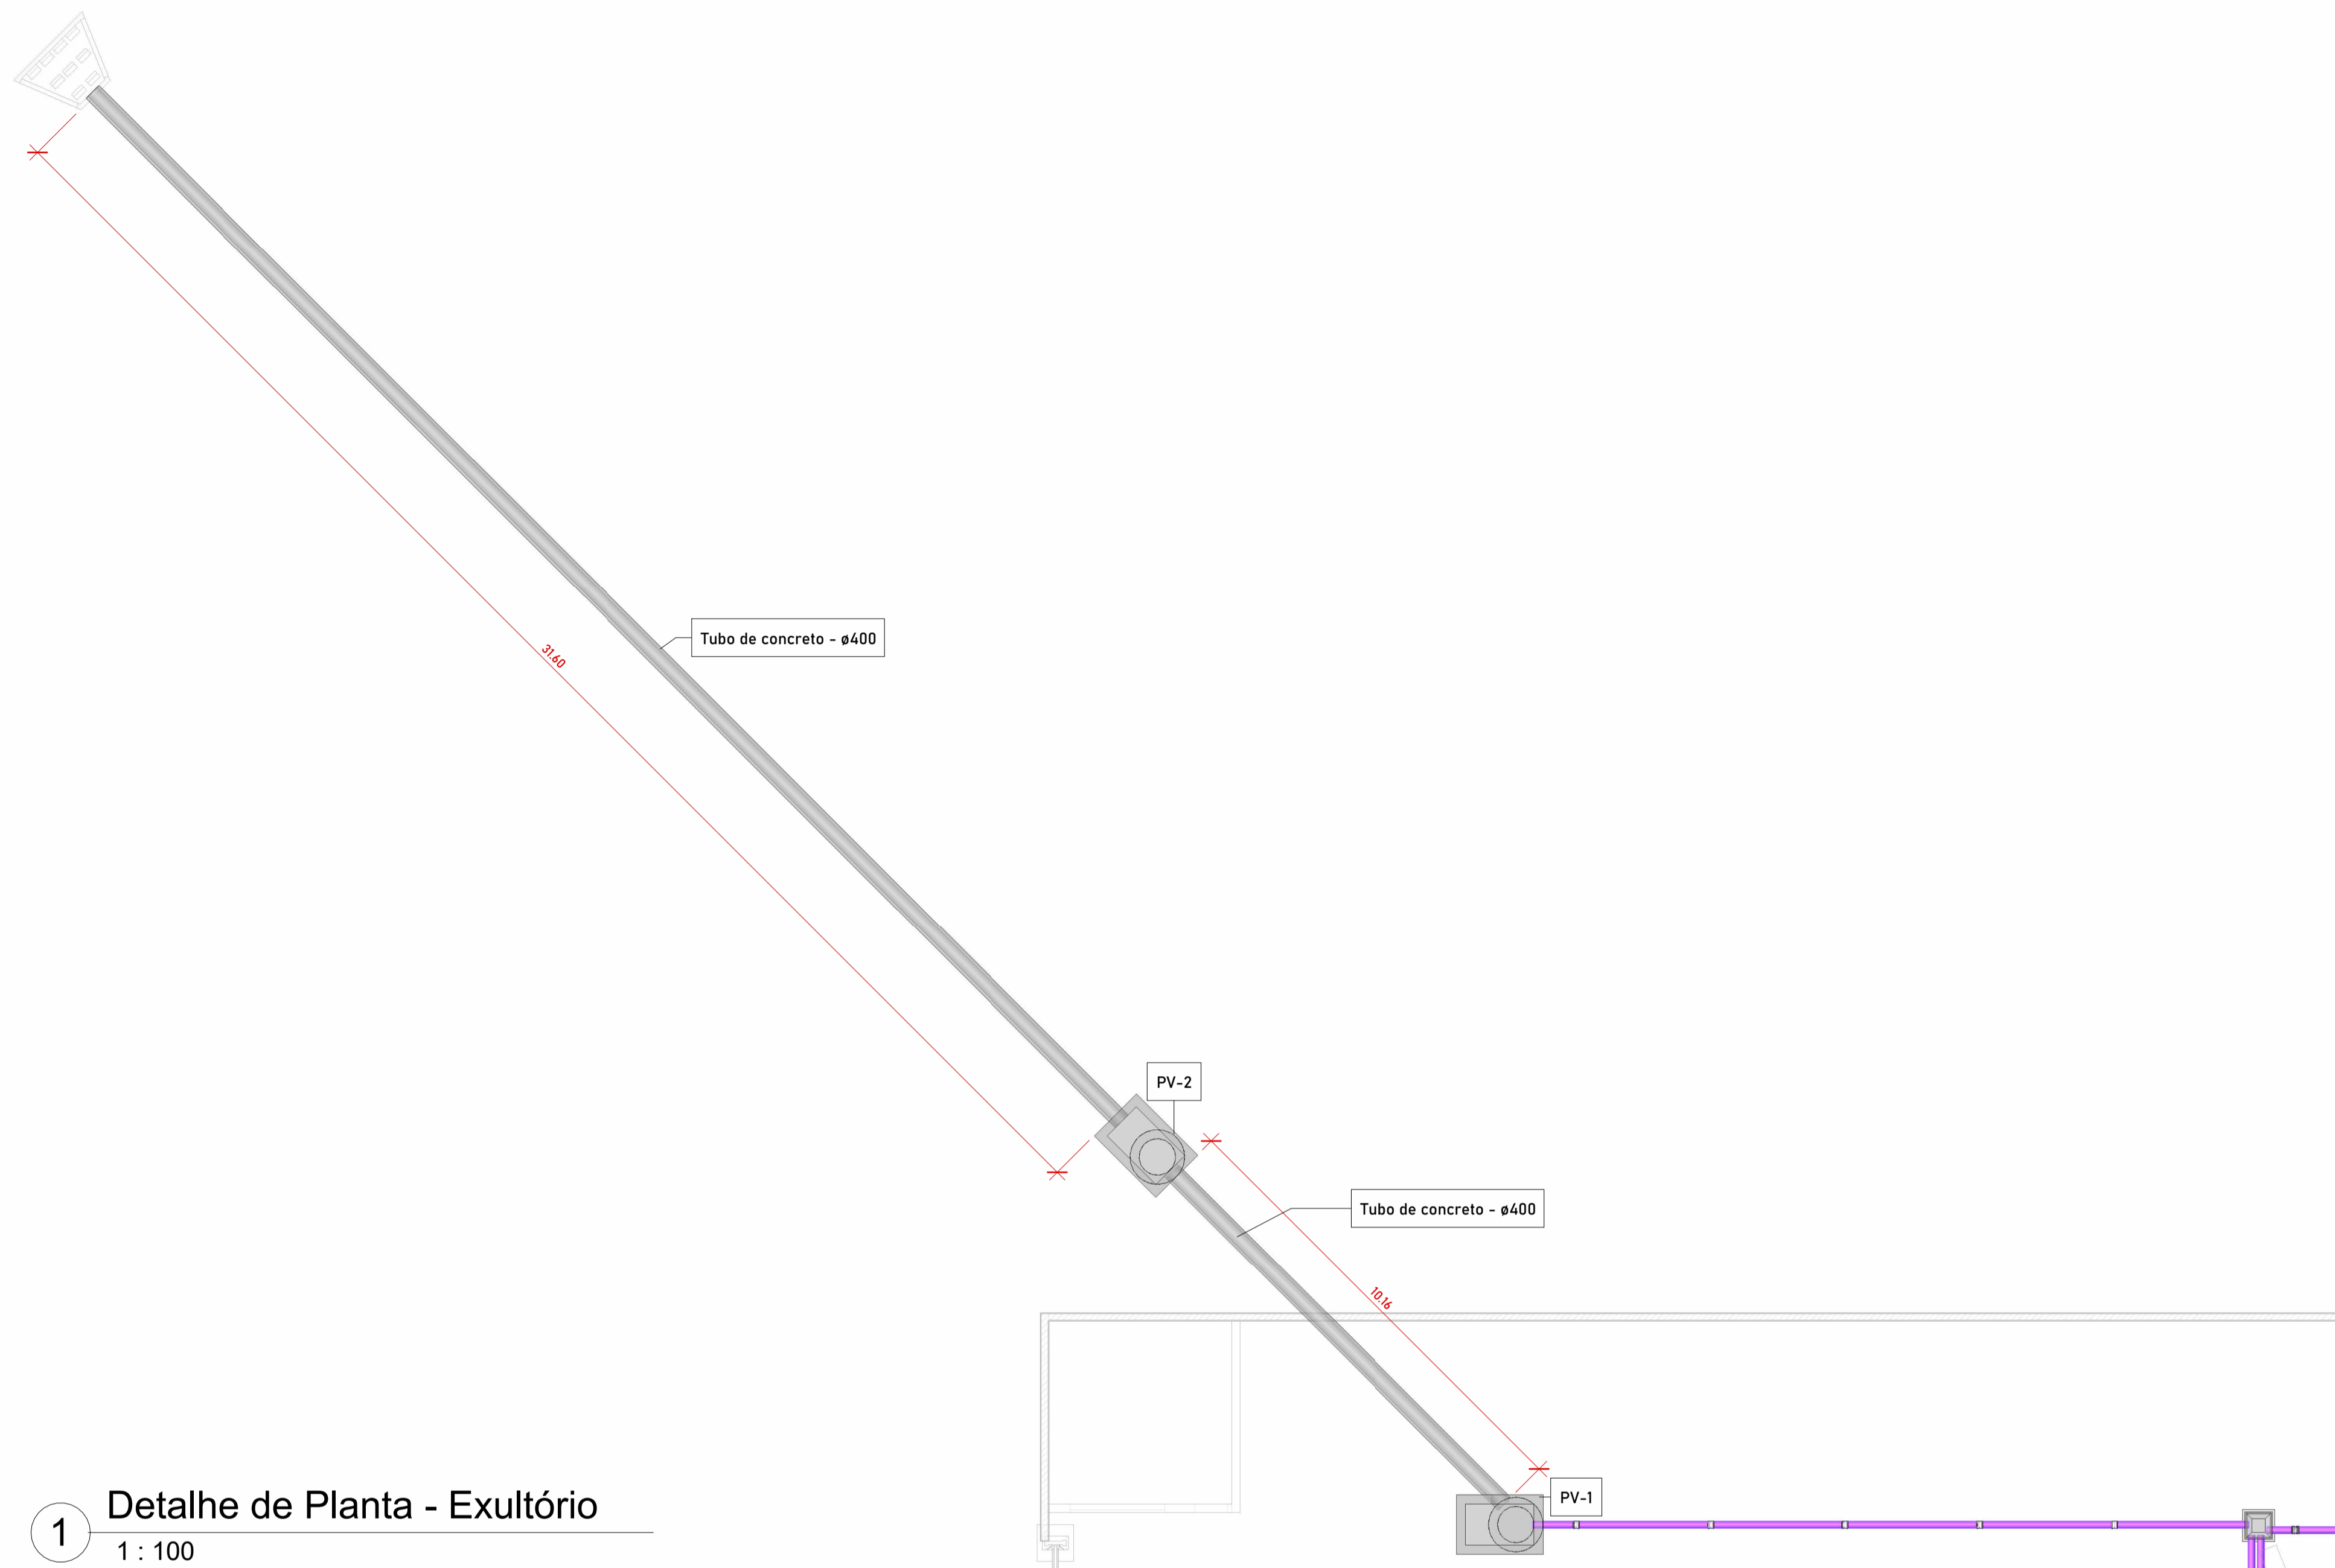 Tubo de concreto - ø400
31.60
PV-2
Tubo de concreto - ø400
10.16
PV-1
1
Detalhe de Planta - Exultório
1 : 100